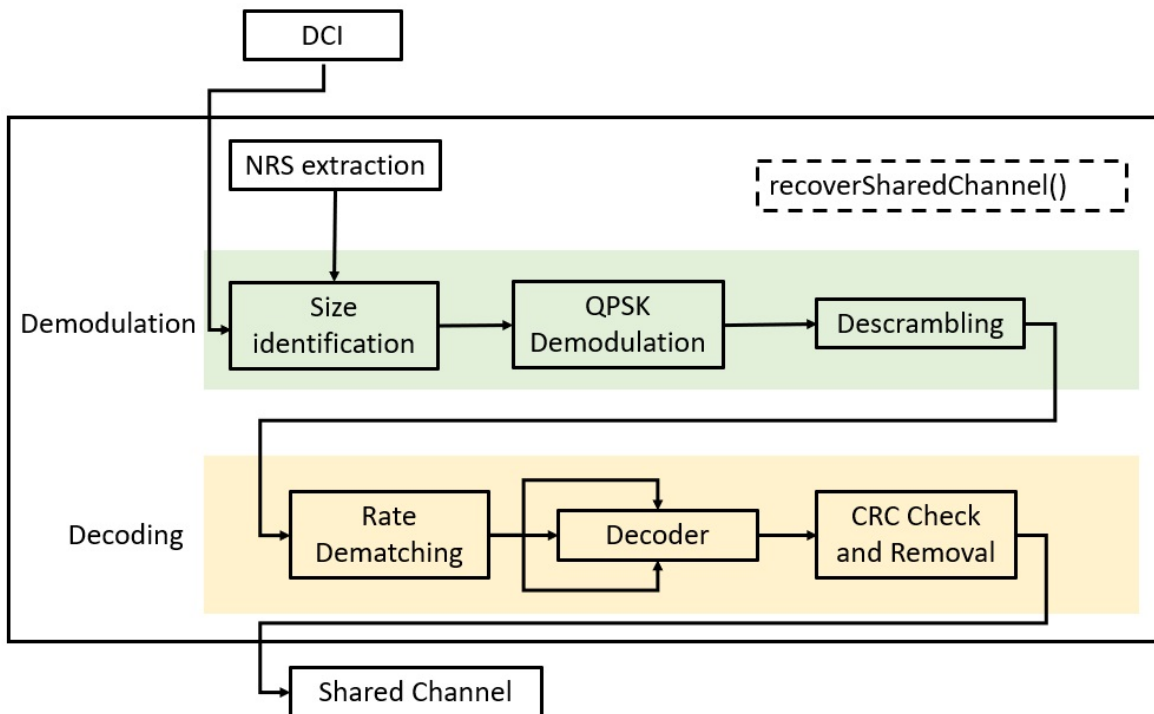 DCI
NRS extraction
recoverSharedChannel()
Demodulation
Size
identification
QPSK
Demodulation
Descrambling
Decoding
Rate
Dematching
Decoder
CRC Check
and Removal
Shared Channel